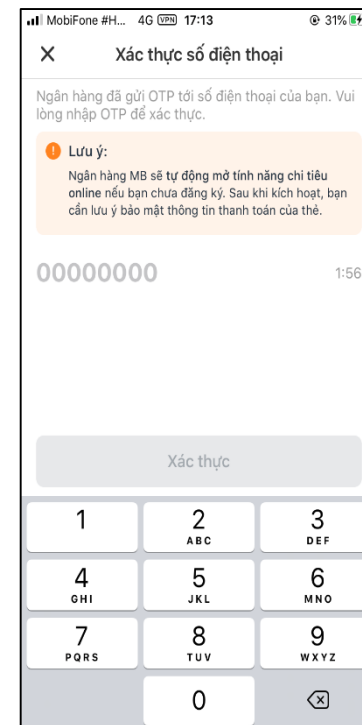 MobiFone #H... 4G VPN 17:13 31%
Xác thực số điện thoại
Ngân hàng đã gửi OTP tới số điện thoại của bạn. Vui
lòng nhập OTP để xác thực.
Lưu ý:
Ngân hàng MB sẽ tự động mở tính năng chi tiêu
online nếu bạn chưa đăng ký. Sau khi kích hoạt, bạn
cần lưu ý bảo mật thông tin thanh toán của thẻ.
00000000 1:56
Xác thực
1 2 3
ABC DEF
4 5 6
GHI JKL MNO
7 8 9
PQRS TUV WXYZ
0